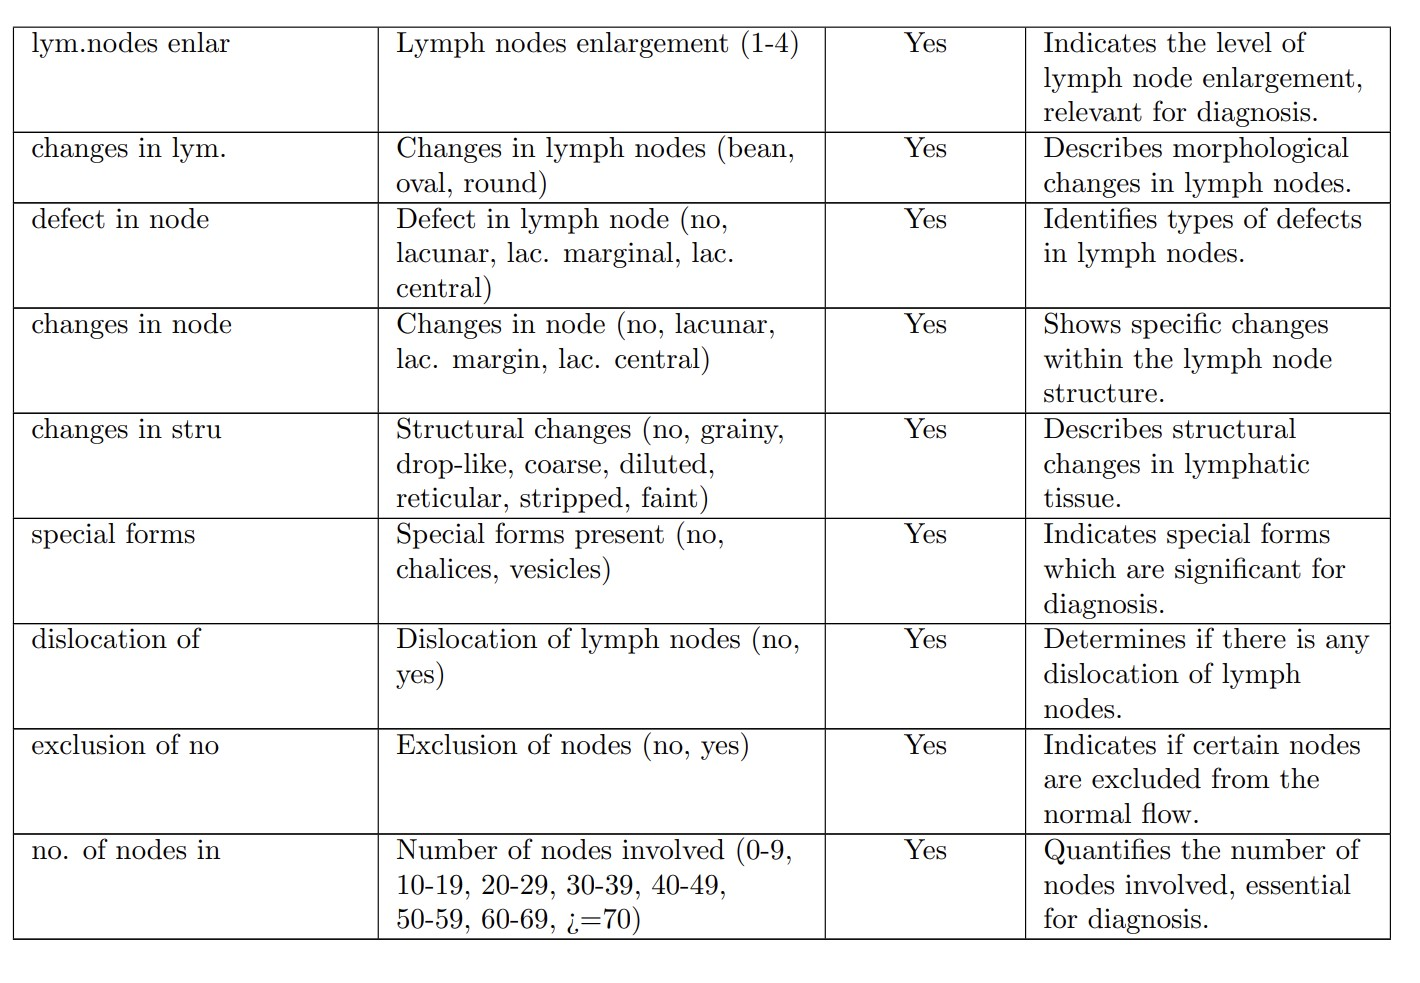 lym.nodes enlar
Lymph nodes enlargement (1-4)
Yes
Indicates the level of
lymph node enlargement,
relevant for diagnosis.
changes in lym.
Changes in lymph nodes (bean,
oval, round)
Yes
Describes morphological
changes in lymph nodes.
defect in node
Defect in lymph node (no,
lacunar, lac. marginal, lac.
central)
Yes
Identifies types of defects
in lymph nodes.
changes in node
Changes in node (no, lacunar,
lac. margin, lac. central)
Yes
Shows specific changes
within the lymph node
structure.
changes in stru
Structural changes (no, grainy,
drop-like, coarse, diluted,
reticular, stripped, faint)
Yes
Describes structural
changes in lymphatic
tissue.
special forms
Special forms present (no,
chalices, vesicles)
Yes
Indicates special forms
which are significant for
diagnosis.
dislocation of
Dislocation of lymph nodes (no,
yes)
Yes
Determines if there is any
dislocation of lymph
nodes.
exclusion of no
Exclusion of nodes (no, yes)
Yes
Indicates if certain nodes
are excluded from the
normal flow.
no. of nodes in
Number of nodes involved (0-9,
10-19, 20-29, 30-39, 40-49,
50-59, 60-69, ¿=70)
Yes
Quantifies the number of
nodes involved, essential
for diagnosis.